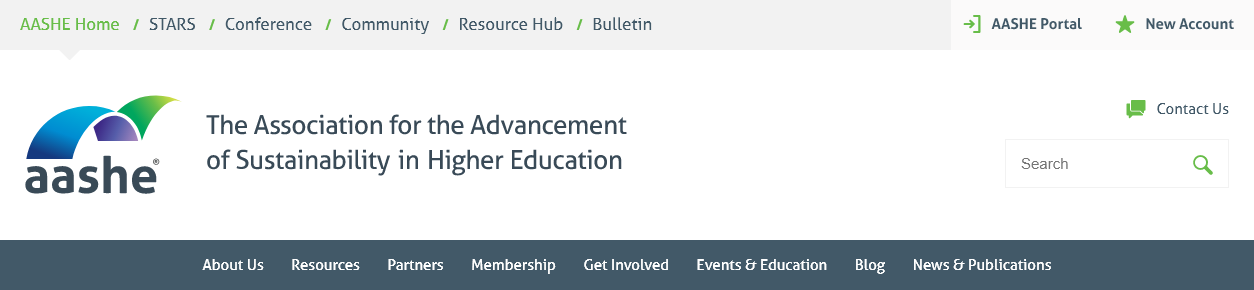 AASHE Home / STARS / Conference / Community / Resource Hub / Bulletin
AASHE Portal New Account
aashe®
The Association for the Advancement
of Sustainability in Higher Education
Contact Us
Search
About Us Resources Partners Membership Get Involved Events & Education Blog News & Publications